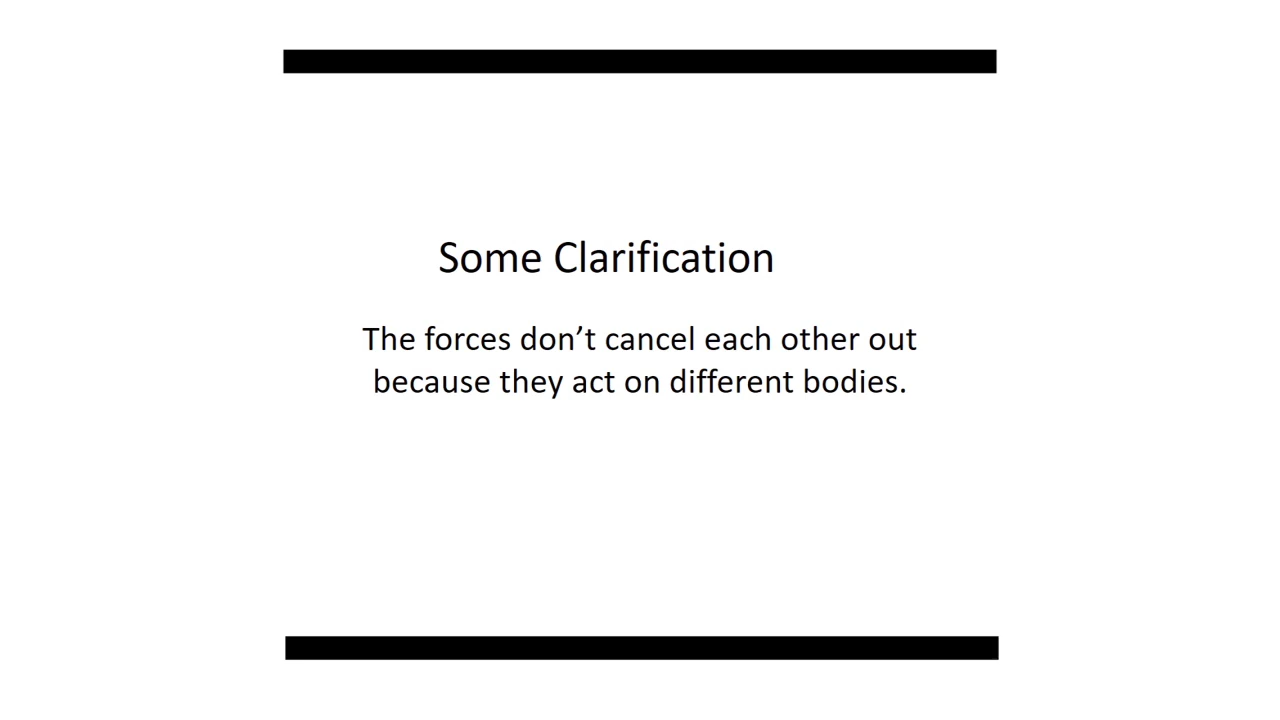 Some Clarification
The forces don’t cancel each other out
because they act on different bodies.